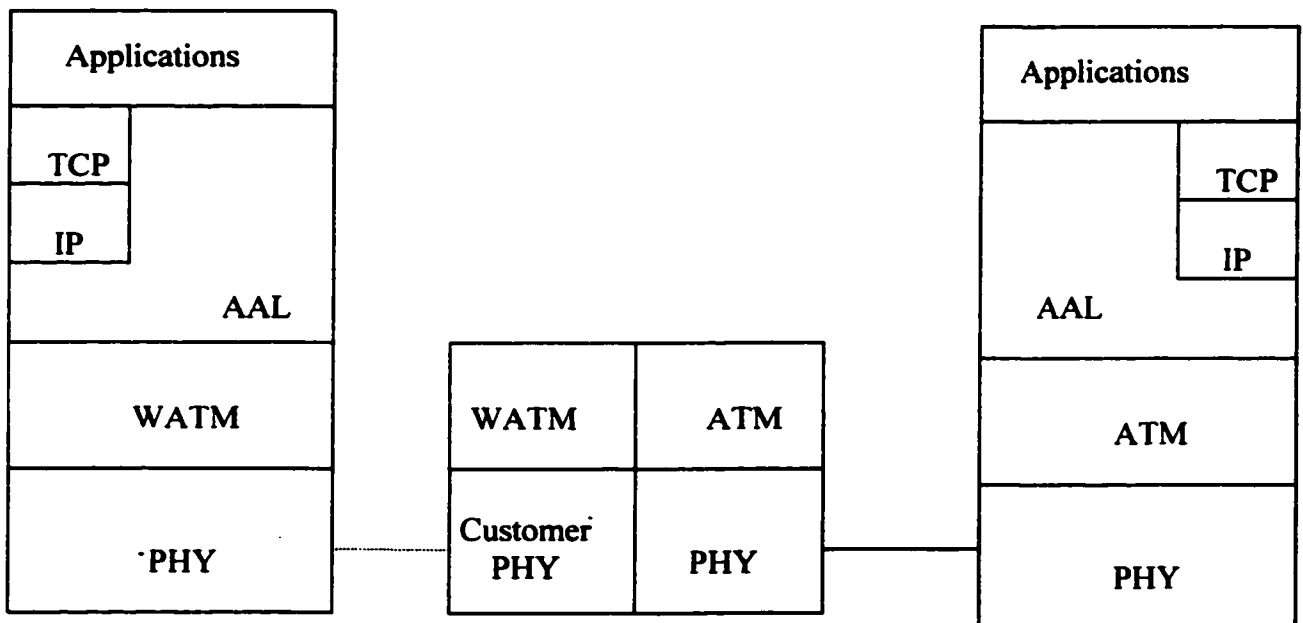 Applications
TCP
IP
AAL
WATM
PHY
WATM
ATM
Customer
PHY
PHY
Applications
TCP
IP
AAL
ATM
PHY